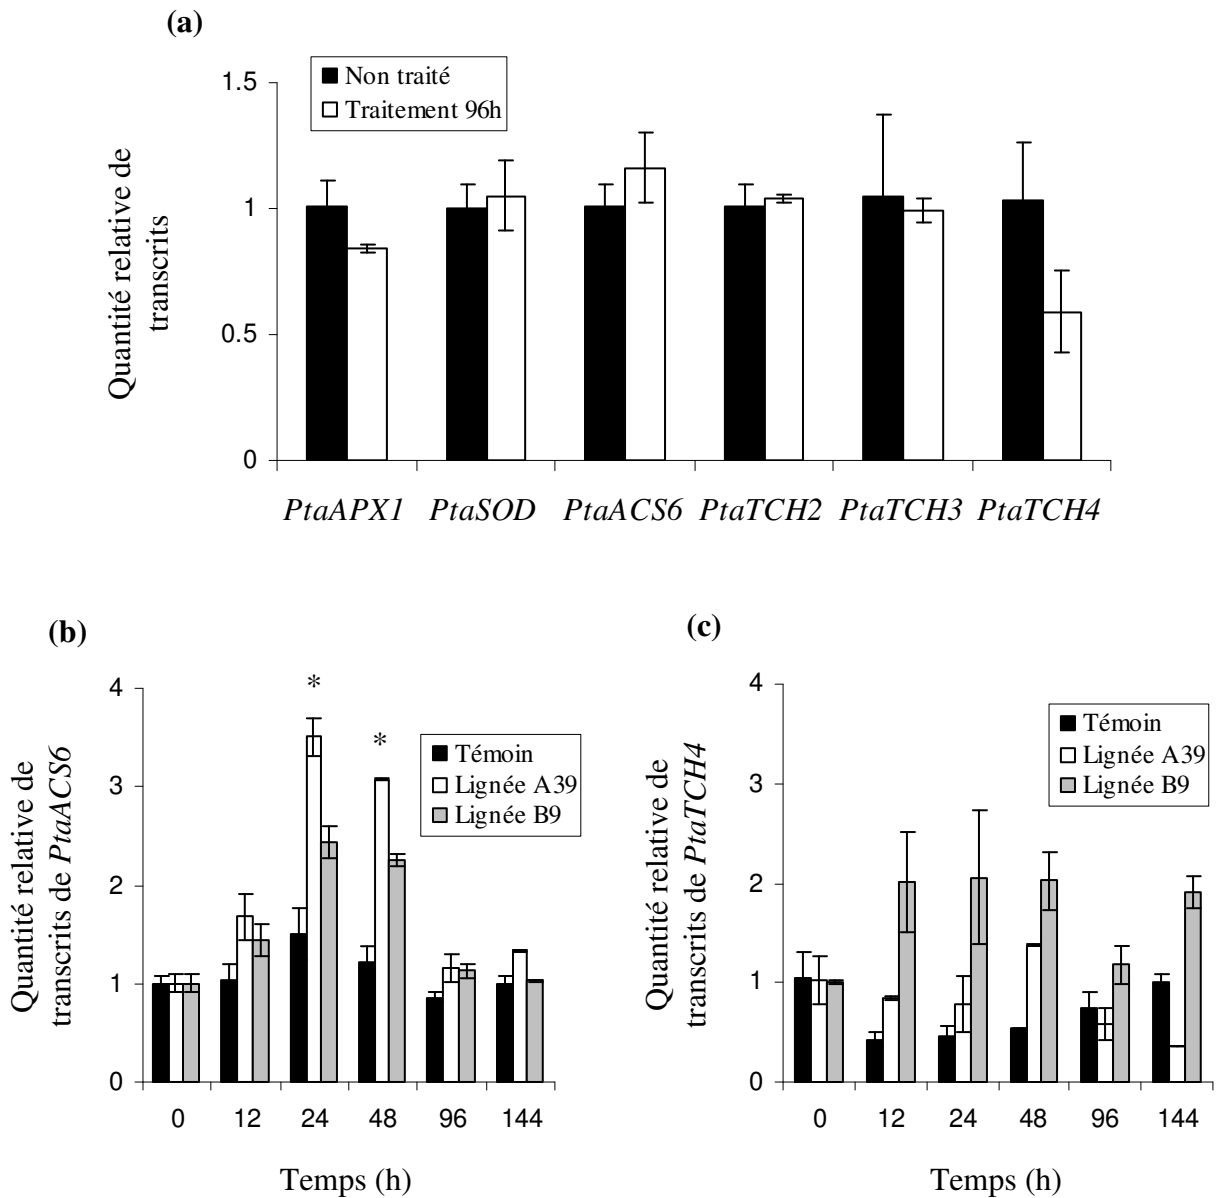 (a)
Non traité
Traitement 96h
Quantité relative de
transcrits
1.5
1
0.5
0
PtaAPX1 PtaSOD PtaACS6 PtaTCH2 PtaTCH3 PtaTCH4
(b)
Quantité relative de
transcrits de PtaACS6
4
3
2
1
0
*
*
Témoin
Lignée A39
Lignée B9
0 12 24 48 96 144
Temps (h)
(c)
Quantité relative de
transcrits de PtaTCH4
4
3
2
1
0
Témoin
Lignée A39
Lignée B9
0 12 24 48 96 144
Temps (h)